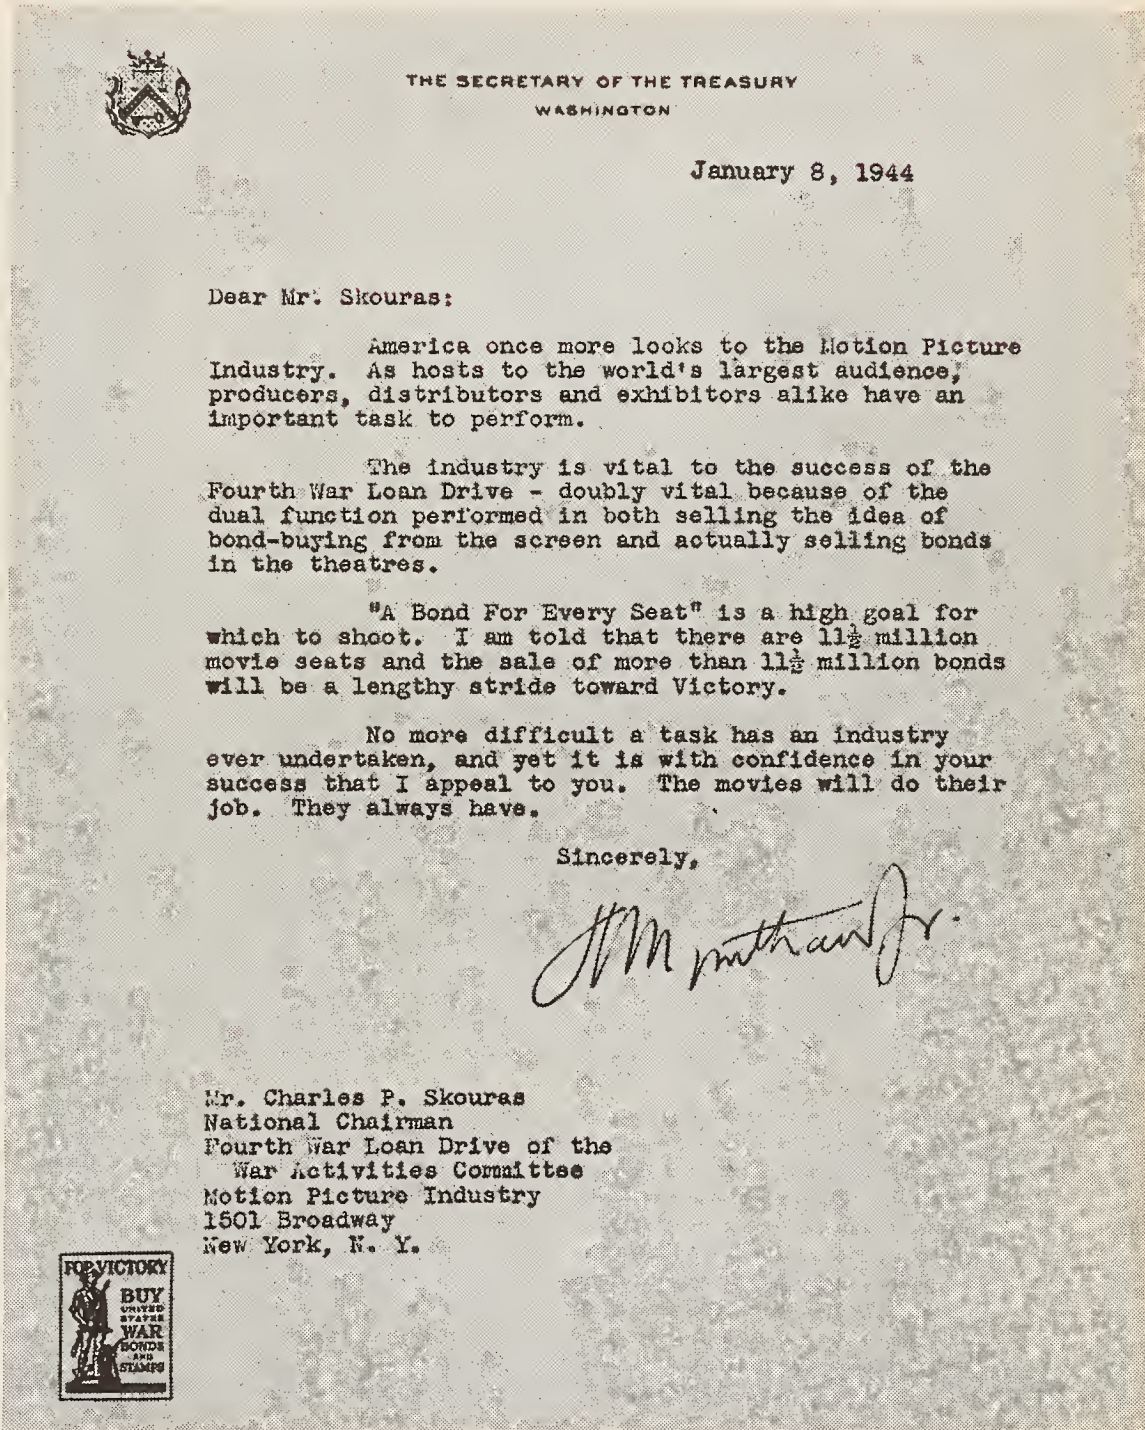 THE SECRETARY OF THE TREASURY
WASHINGTON
January 8, 1944
Dear Mr. Skouras:
America once more looks to the Motion Picture
Industry. As hosts to the world's largest audience,
producers, distributors and exhibitors alike have an
important task to perform.
The industry is vital to the success of the
Fourth War Loan Drive - doubly vital because of the
dual function performed in both selling the idea of
bond-buying from the screen and actually selling bonds
in the theatres.
"A Bond For Every Seat" is a high goal for
which to shoot. I am told that there are 11½ million
movie seats and the sale of more than 11½ million bonds
will be a lengthy stride toward Victory.
No more difficult a task has an industry
ever undertaken, and yet it is with confidence in your
success that I appeal to you. The movies will do their
job. They always have.
Sincerely,
H Morgenthau Jr.
Mr. Charles P. Skouras
National Chairman
Fourth War Loan Drive of the
War Activities Committee
Motion Picture Industry
1501 Broadway
New York, N. Y.
FOR VICTORY
BUY
UNITED
STATES
WAR
BONDS
AND
STAMPS